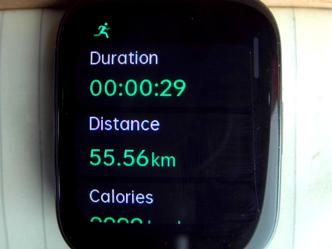 Duration
00:00:29
Distance
55.56km
Calories